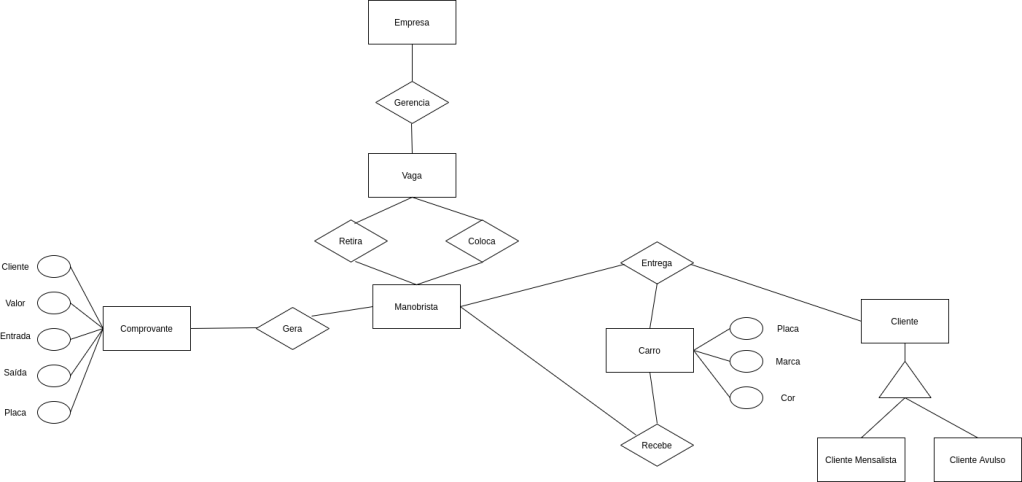 Empresa
Gerencia
Vaga
Retira
Coloca
Entrega
Cliente
Manobrista
Valor
Cliente
Comprovante
Gera
Placa
Entrada
Carro
Marca
Saída
Cor
Placa
Recebe
Cliente Mensalista
Cliente Avulso